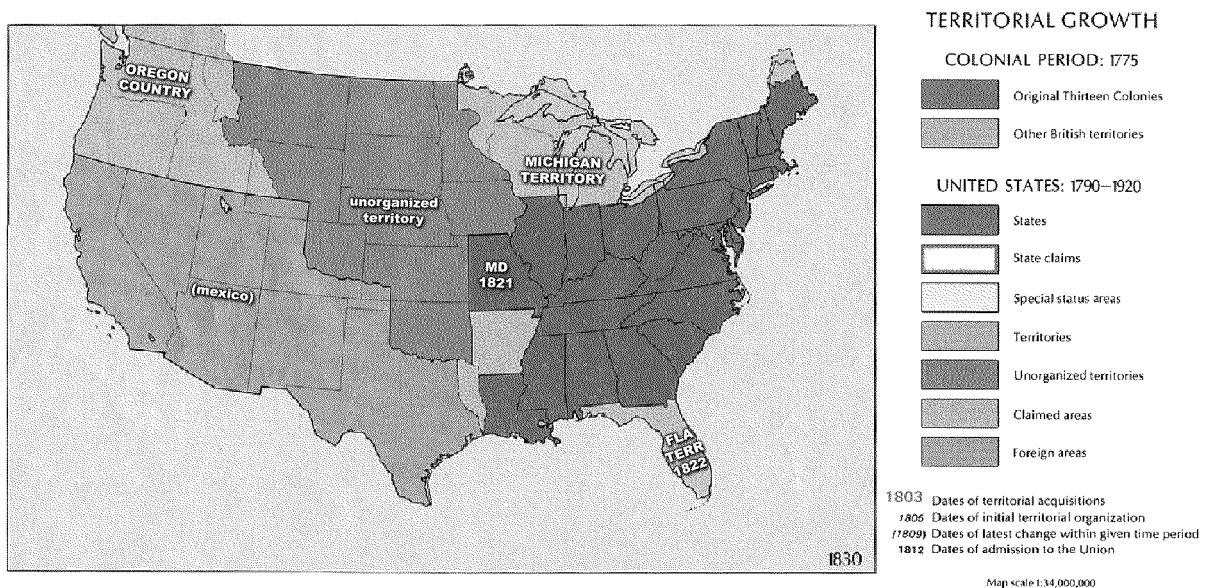 OREGON
COUNTRY
MICHIGAN
TERRITORY
unorganized
territory
MD
1821
(mexico)
FLA
TERR
1822
1830
TERRITORIAL GROWTH
COLONIAL PERIOD: 1775
Original Thirteen Colonies
Other British territories
UNITED STATES: 1790–1920
States
State claims
Special status areas
Territories
Unorganized territories
Claimed areas
Foreign areas
1803 Dates of territorial acquisitions
1805 Dates of initial territorial organization
(1809) Dates of latest change within given time period
1812 Dates of admission to the Union
Map scale 1:34,000,000